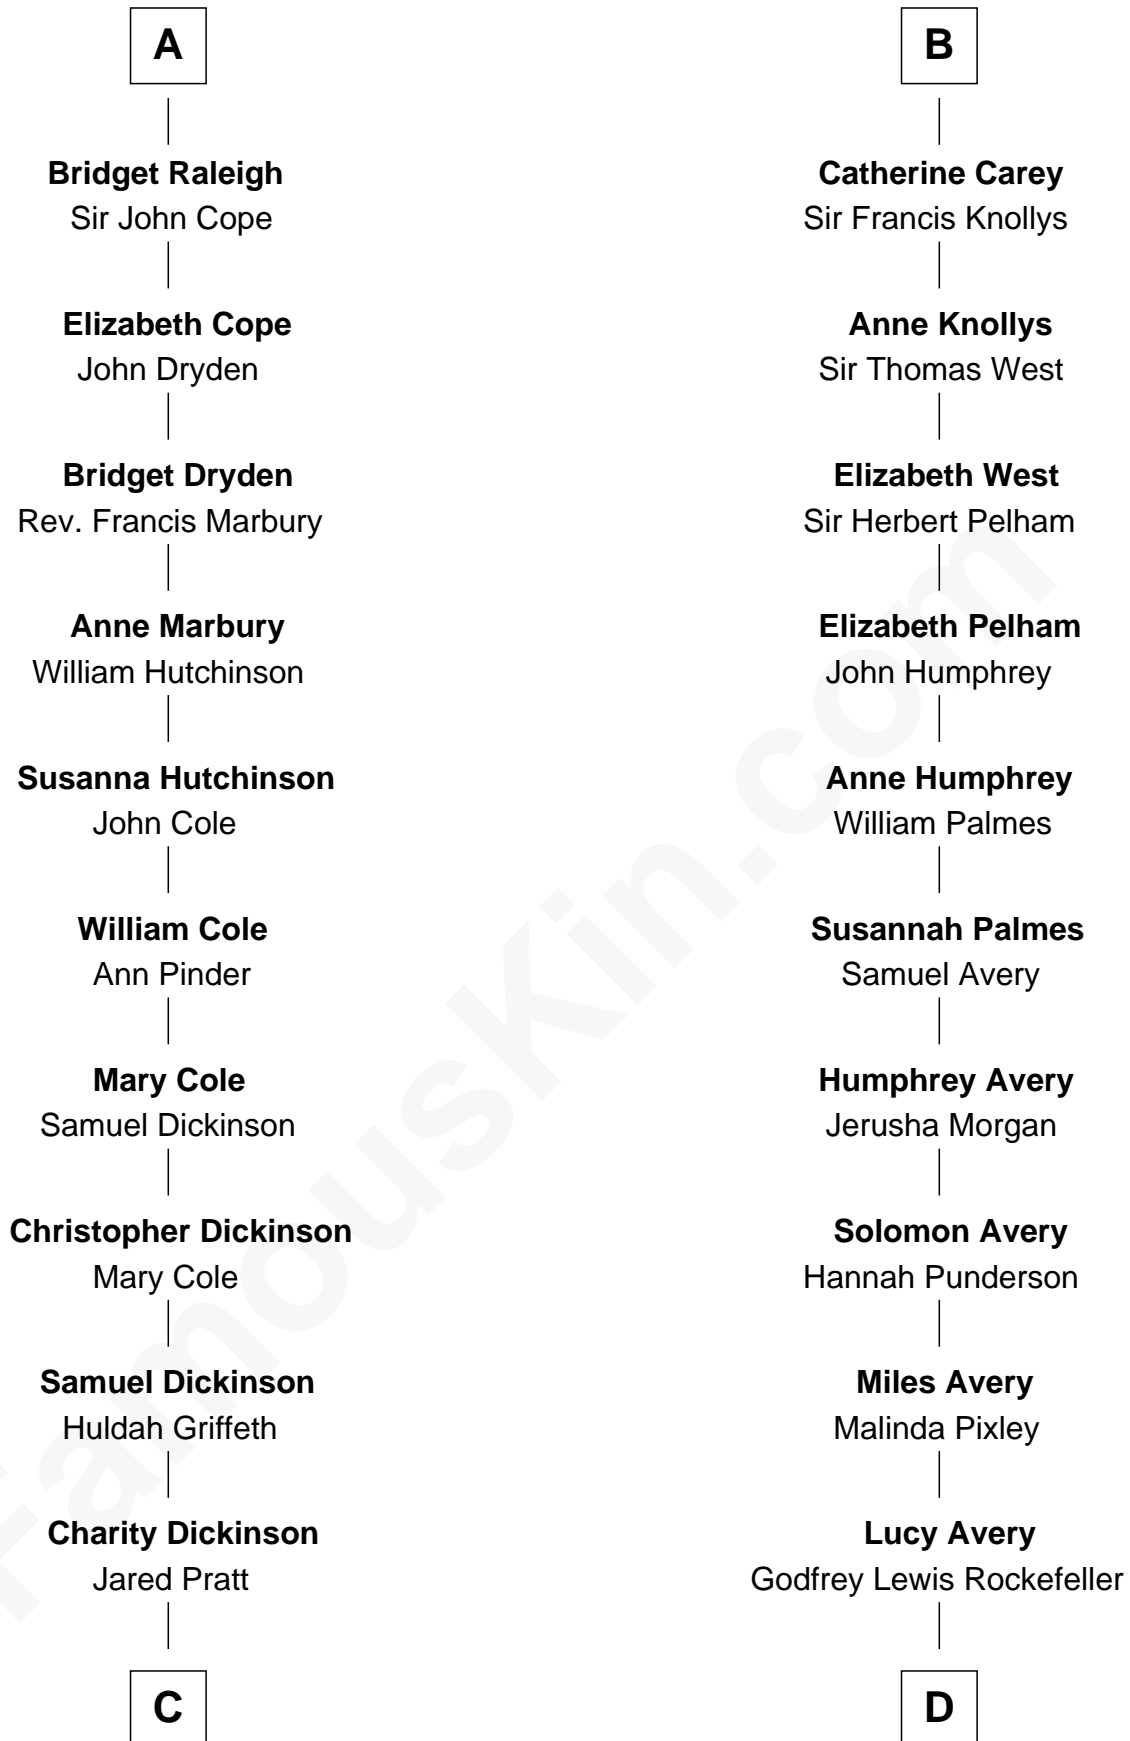 A
Bridget Raleigh
Sir John Cope
Elizabeth Cope
John Dryden
Bridget Dryden
Rev. Francis Marbury
Anne Marbury
William Hutchinson
Susanna Hutchinson
John Cole
William Cole
Ann Pinder
Mary Cole
Samuel Dickinson
Christopher Dickinson
Mary Cole
Samuel Dickinson
Huldah Griffeth
Charity Dickinson
Jared Pratt
C
B
Catherine Carey
Sir Francis Knollys
Anne Knollys
Sir Thomas West
Elizabeth West
Sir Herbert Pelham
Elizabeth Pelham
John Humphrey
Anne Humphrey
William Palmes
Susannah Palmes
Samuel Avery
Humphrey Avery
Jerusha Morgan
Solomon Avery
Hannah Punderson
Miles Avery
Malinda Pixley
Lucy Avery
Godfrey Lewis Rockefeller
D
FamousKin.com